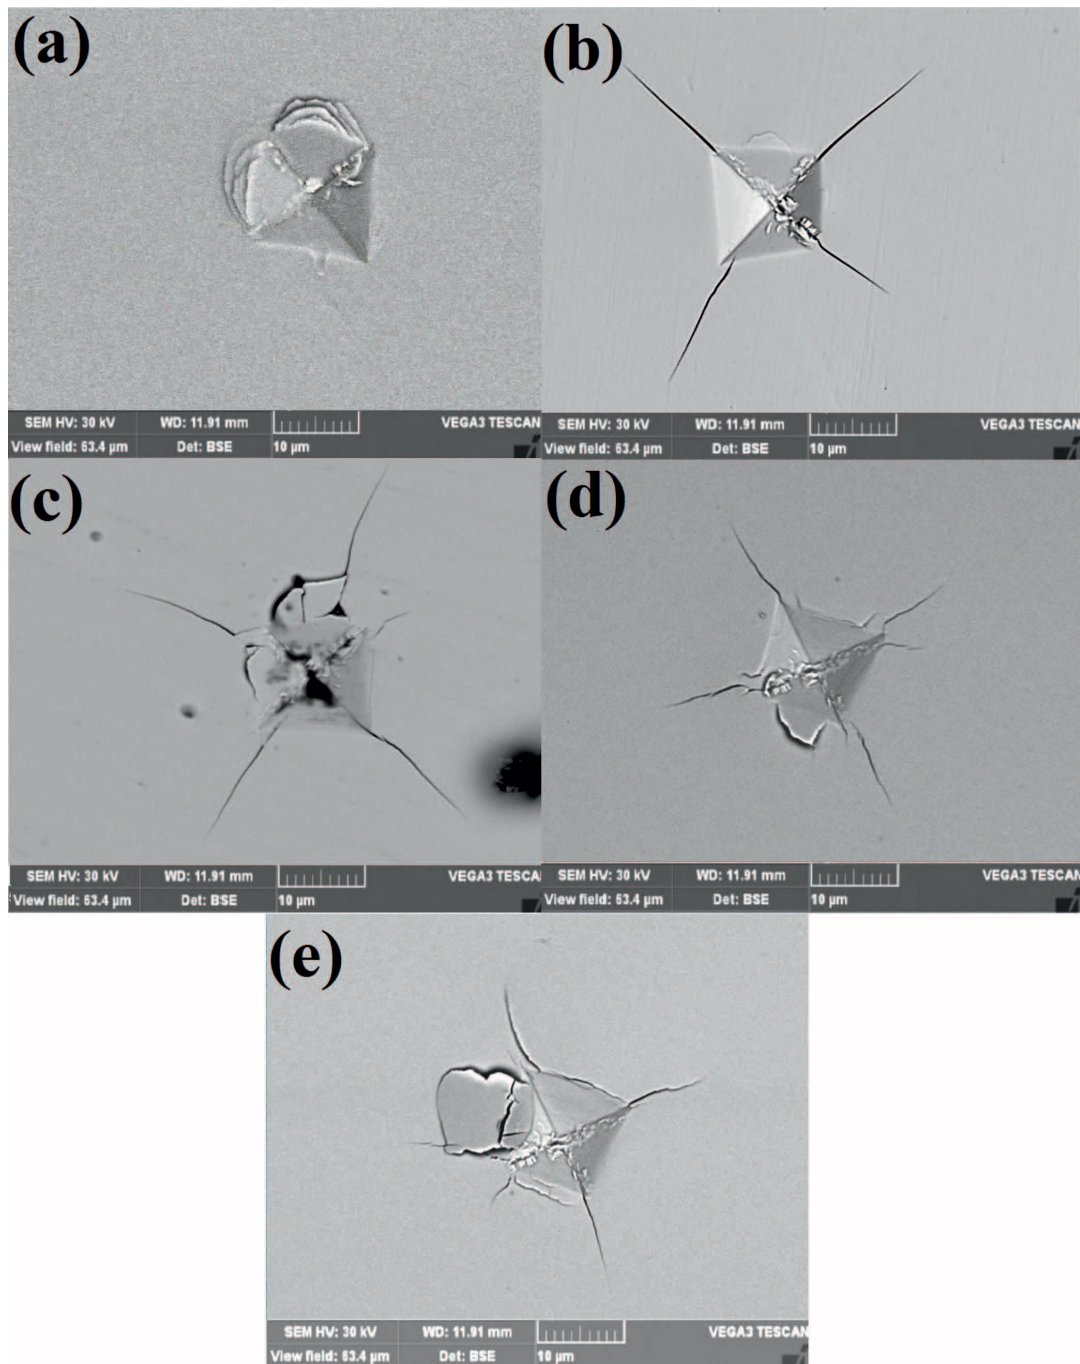 (a)
(b)
SEM HV: 30 kV WD: 11.91 mm VEGA3 TESCAN
View field: 63.4 µm Det: BSE 10 µm
SEM HV: 30 kV WD: 11.91 mm VEGA3 TESCAN
View field: 63.4 µm Det: BSE 10 µm
(c)
(d)
SEM HV: 30 kV WD: 11.91 mm VEGA3 TESCA
View field: 63.4 µm Det: BSE 10 µm
SEM HV: 30 kV WD: 11.91 mm VEGA3 TESCAN
View field: 63.4 µm Det: BSE 10 µm
(e)
SEM HV: 30 kV WD: 11.91 mm VEGA3 TESCAN
View field: 63.4 µm Det: BSE 10 µm